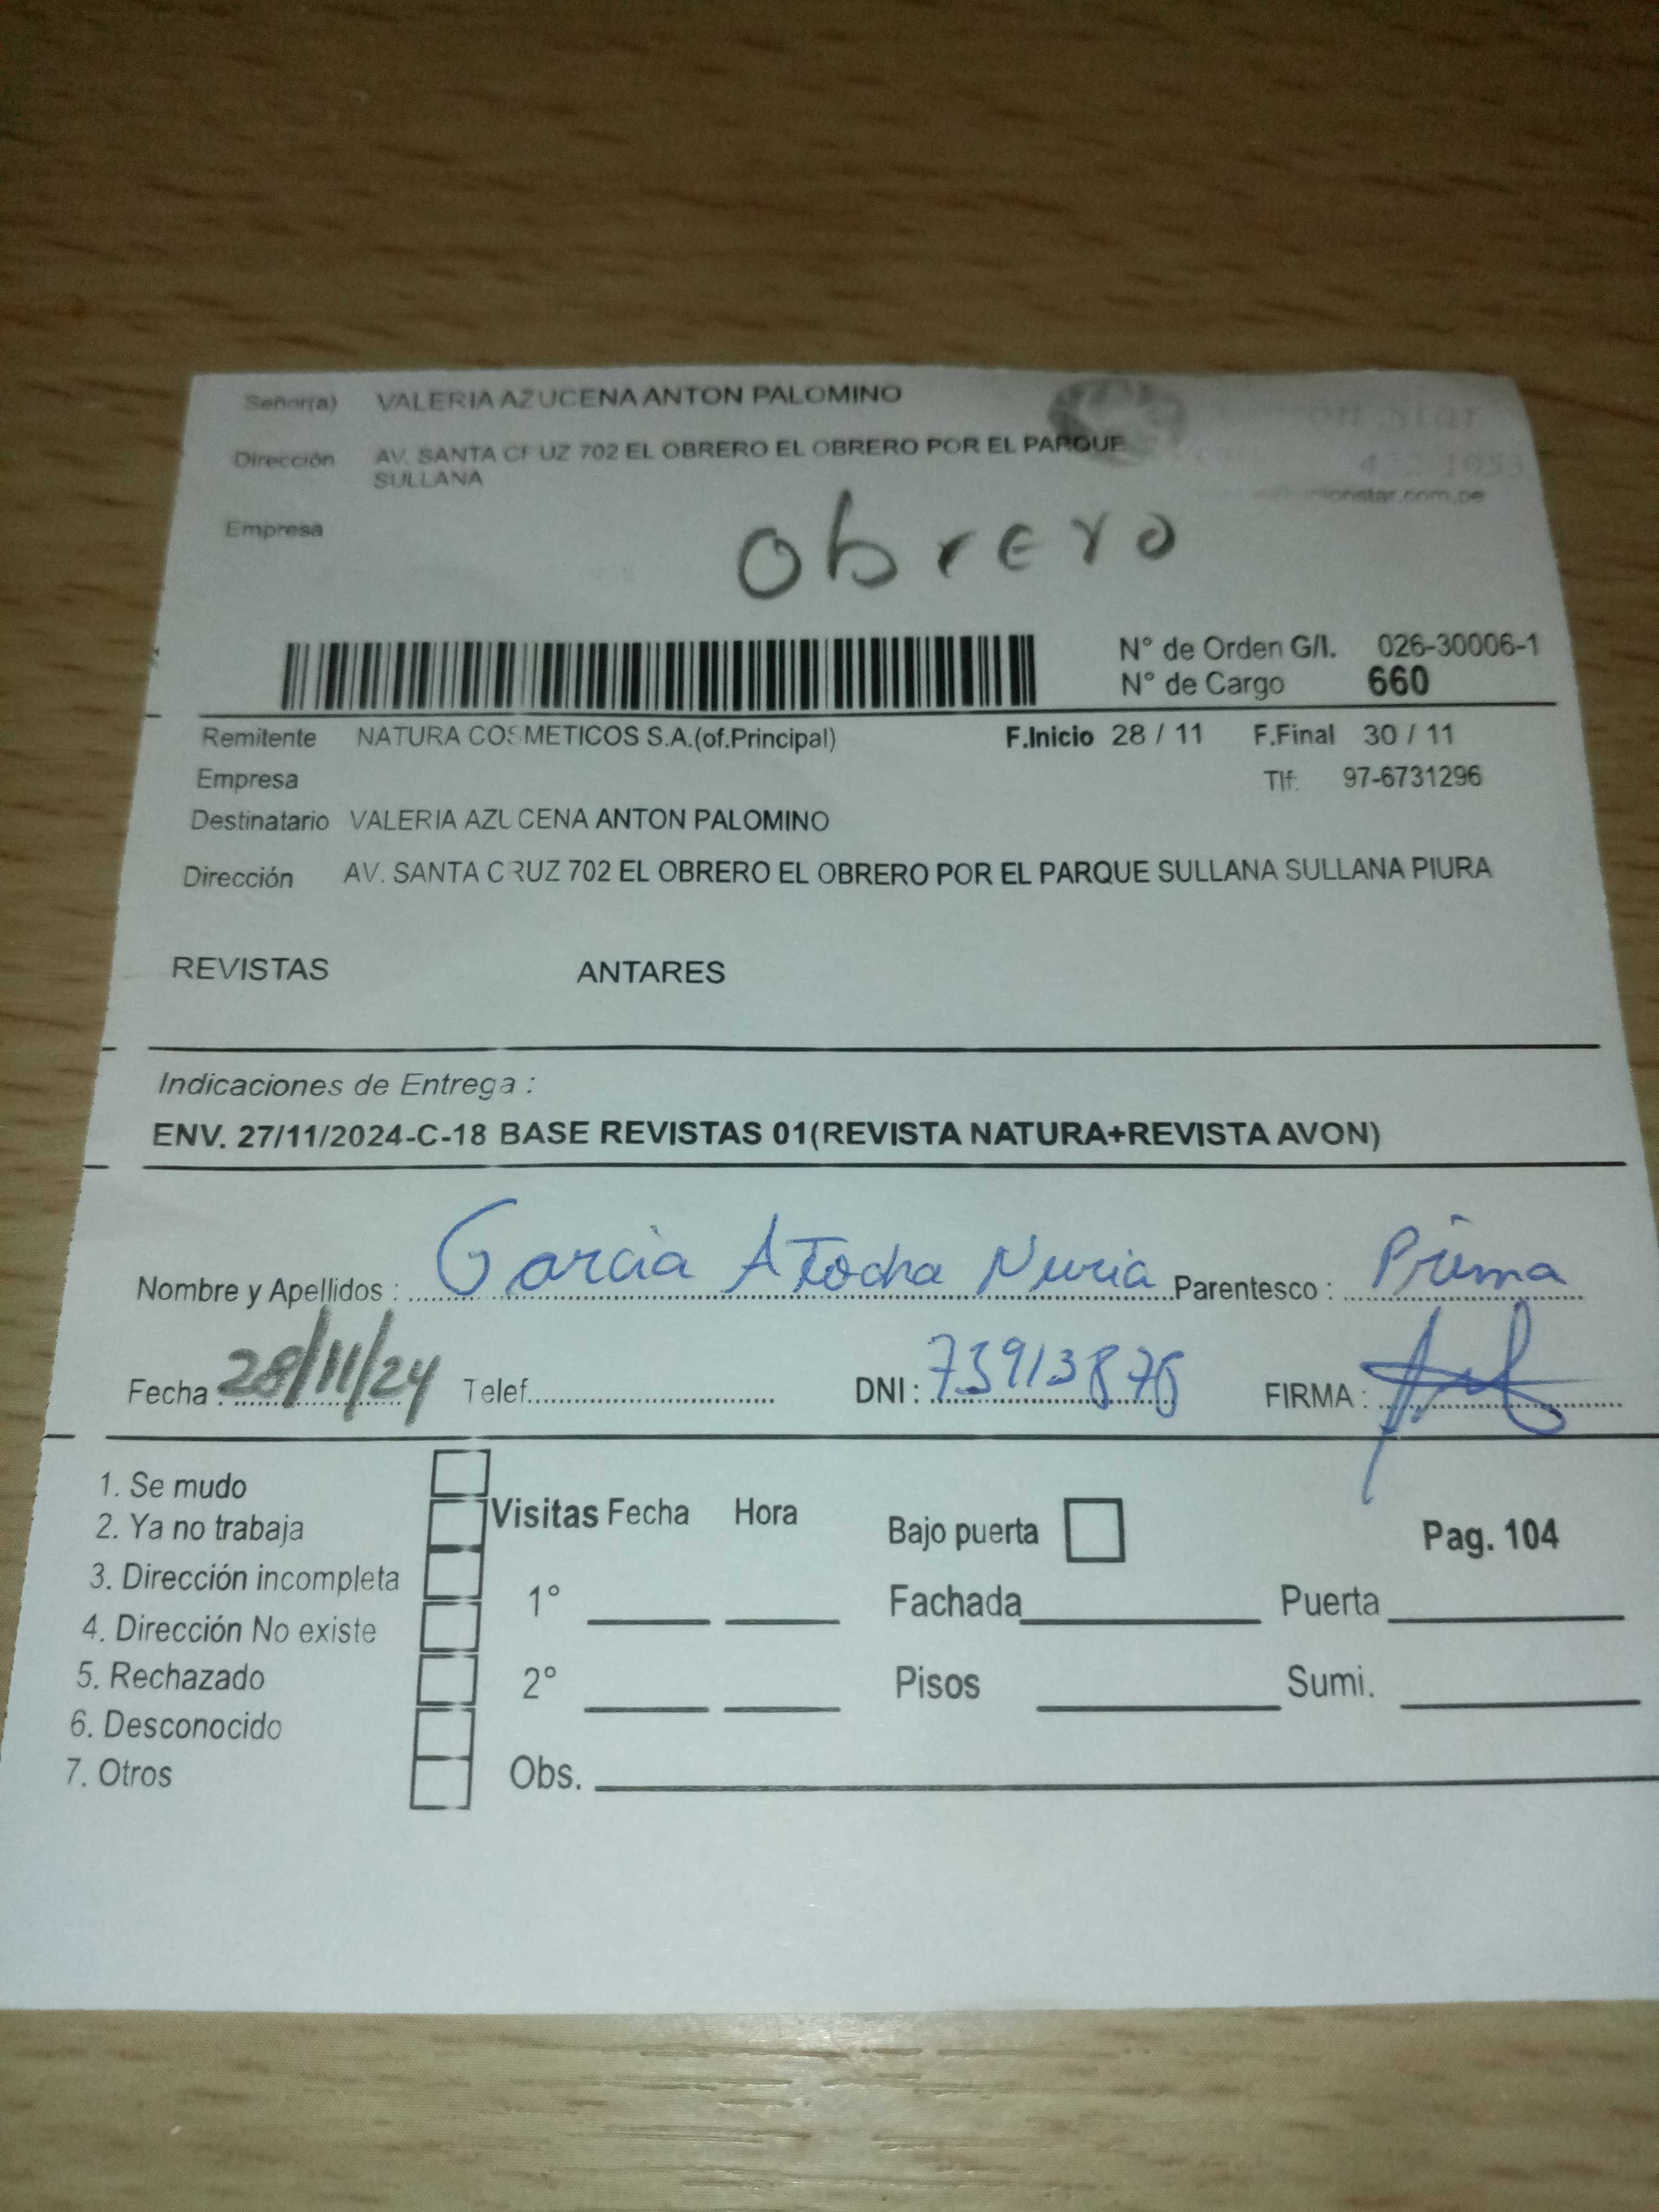 Señor(a) VALERIA AZUCENA ANTON PALOMINO
Dirección AV. SANTA CRUZ 702 EL OBRERO EL OBRERO POR EL PARQUE
SULLANA
Empresa
Obrero
N° de Orden G/I. 026-30006-1
N° de Cargo 660
Remitente NATURA COSMETICOS S.A.(of.Principal) F.Inicio 28 / 11 F.Final 30 / 11
Empresa Tlf: 97-6731296
Destinatario VALERIA AZUCENA ANTON PALOMINO
Dirección AV. SANTA CRUZ 702 EL OBRERO EL OBRERO POR EL PARQUE SULLANA SULLANA PIURA
REVISTAS ANTARES
Indicaciones de Entrega :
ENV. 27/11/2024-C-18 BASE REVISTAS 01(REVISTA NATURA+REVISTA AVON)
Nombre y Apellidos : Garcia Atocha Nuria Parentesco : Prima
Fecha : 28/11/24 Telef. DNI : 73913878 FIRMA :
1. Se mudo
2. Ya no trabaja
3. Dirección incompleta
4. Dirección No existe
5. Rechazado
6. Desconocido
7. Otros
Visitas Fecha Hora
1°
2°
Obs.
Bajo puerta Pag. 104
Fachada Puerta
Pisos Sumi.